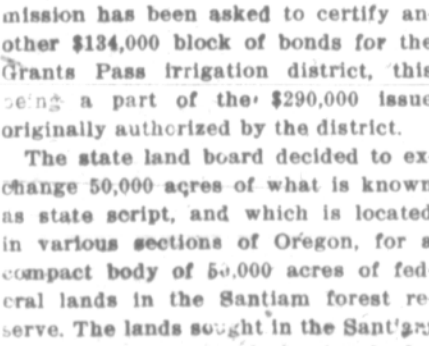 mission has been asked to certify an
other $134,000 block of bonds for the
Grants Pass irrigation district, this
being a part of the $290,000 issue
originally authorized by the district.
The state land board decided to ex
change 50,000 acres of what is known
as state script, and which is located
in various sections of Oregon, for a
compact body of 50,000 acres of fed
eral lands in the Santiam forest re
serve. The lands sought in the Santiam